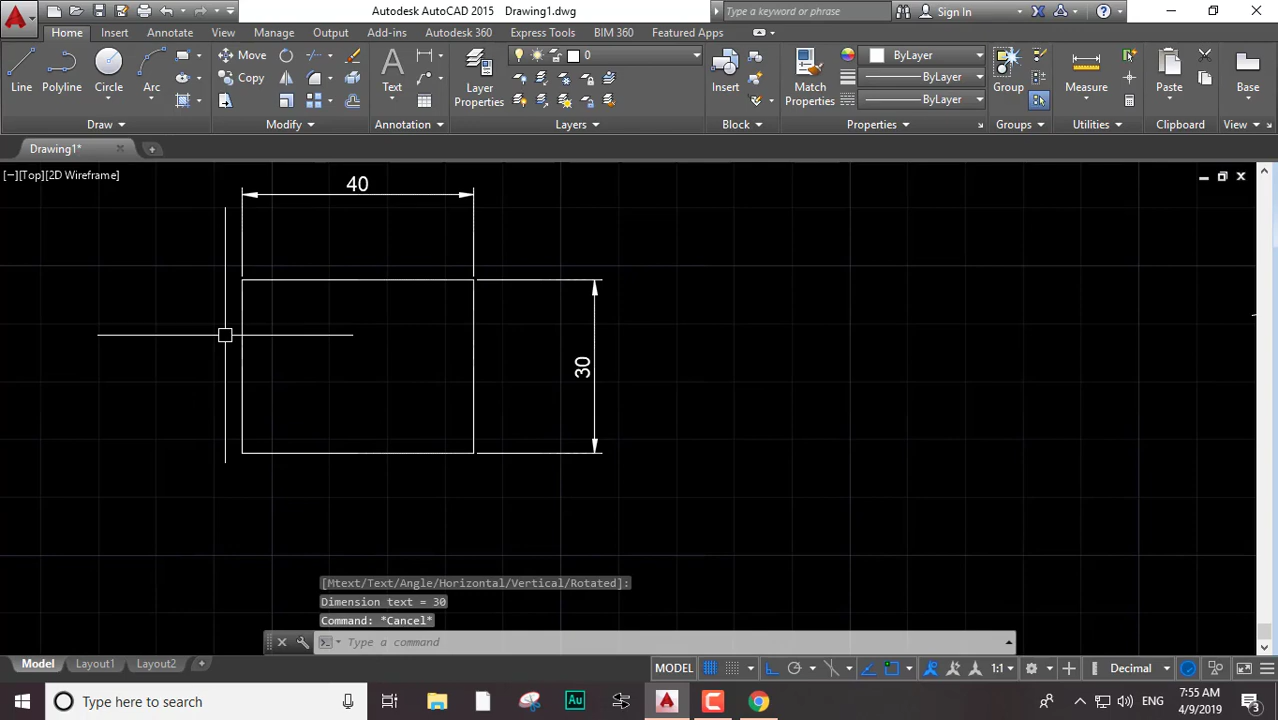 Autodesk AutoCAD 2015 Drawing1.dwg
Type a keyword or phrase
Sign In
Home Insert Annotate View Manage Output Add-ins Autodesk 360 Express Tools BIM 360 Featured Apps
Line
Polyline
Circle
Arc
Draw
Move
Copy
Modify
Text
Annotation
Layer
Properties
0
Layers
Insert
Block
Match
Properties
ByLayer
ByLayer
ByLayer
Properties
Group
Groups
Measure
Utilities
Paste
Clipboard
Base
View
Drawing1*
[−][Top][2D Wireframe]
40
30
[Mtext/Text/Angle/Horizontal/Vertical/Rotated]:
Dimension text = 30
Command: *Cancel*
Type a command
Model Layout1 Layout2
MODEL
1:1
Decimal
Type here to search
Au
ENG
7:55 AM
4/9/2019
3